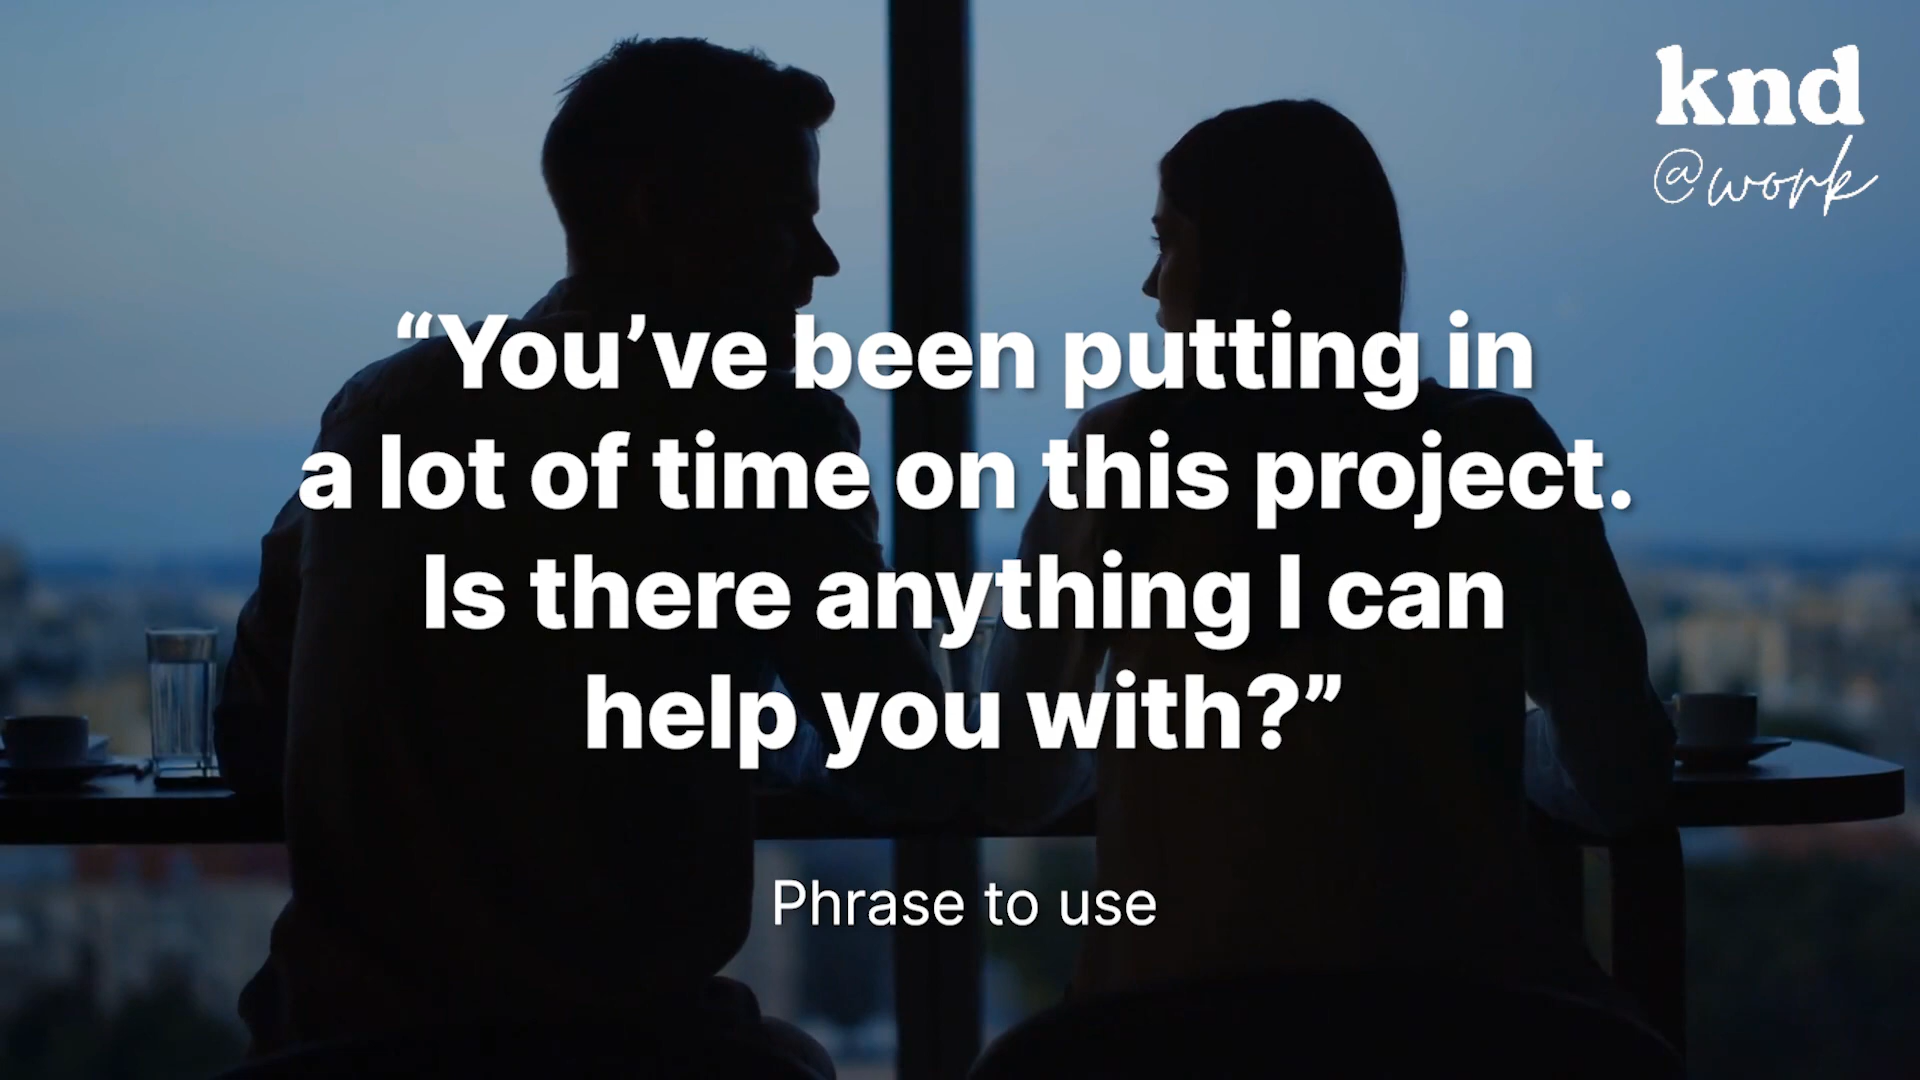 knd
@work
“You’ve been putting in
a lot of time on this project.
Is there anything I can
help you with?”
Phrase to use